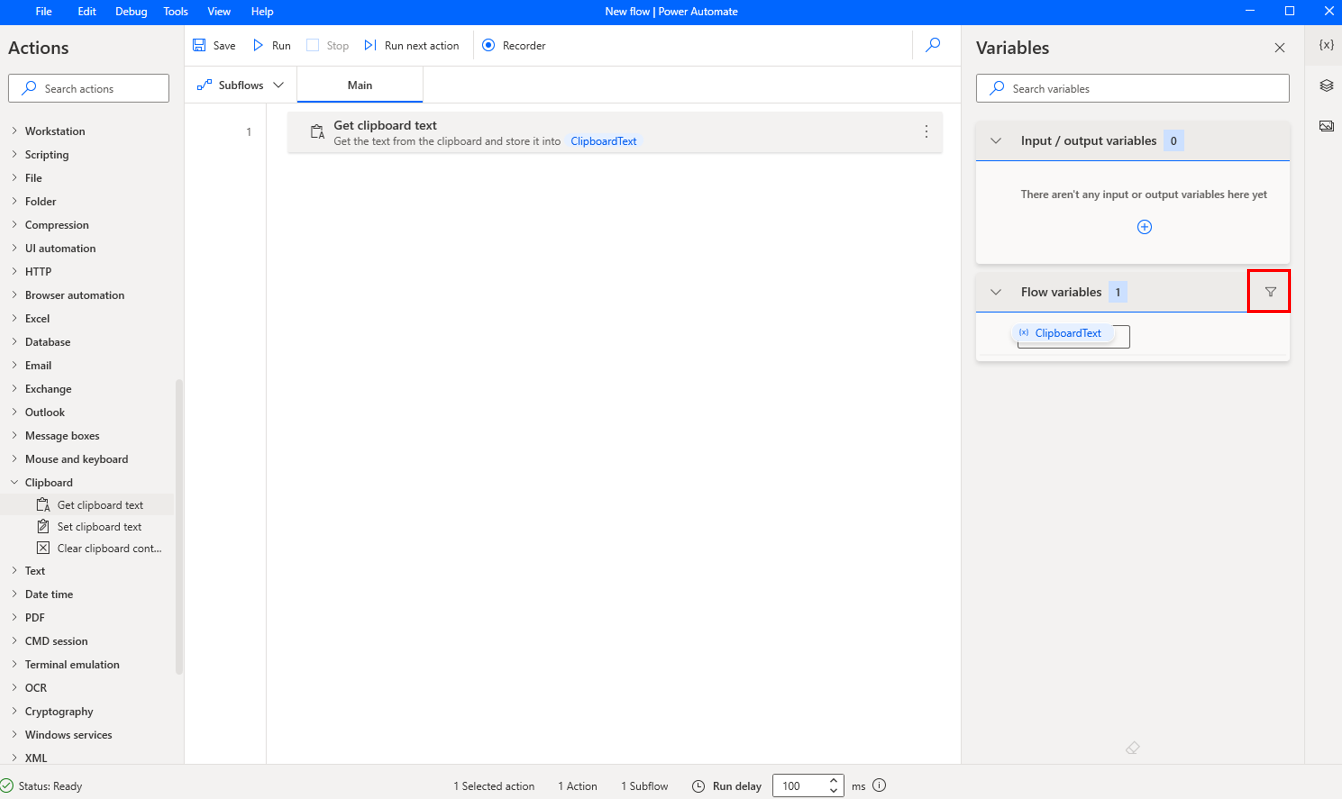 File Edit Debug Tools View Help
New flow | Power Automate
Actions
Search actions
Workstation
Scripting
File
Folder
Compression
UI automation
HTTP
Browser automation
Excel
Database
Email
Exchange
Outlook
Message boxes
Mouse and keyboard
Clipboard
Get clipboard text
Set clipboard text
Clear clipboard cont...
Text
Date time
PDF
CMD session
Terminal emulation
OCR
Cryptography
Windows services
XML
Save Run Stop Run next action Recorder
Subflows Main
1
Get clipboard text
Get the text from the clipboard and store it into ClipboardText
Variables
{x}
Search variables
Input / output variables 0
There aren't any input or output variables here yet
Flow variables 1
(x) ClipboardText
Status: Ready 1 Selected action 1 Action 1 Subflow Run delay 100 ms